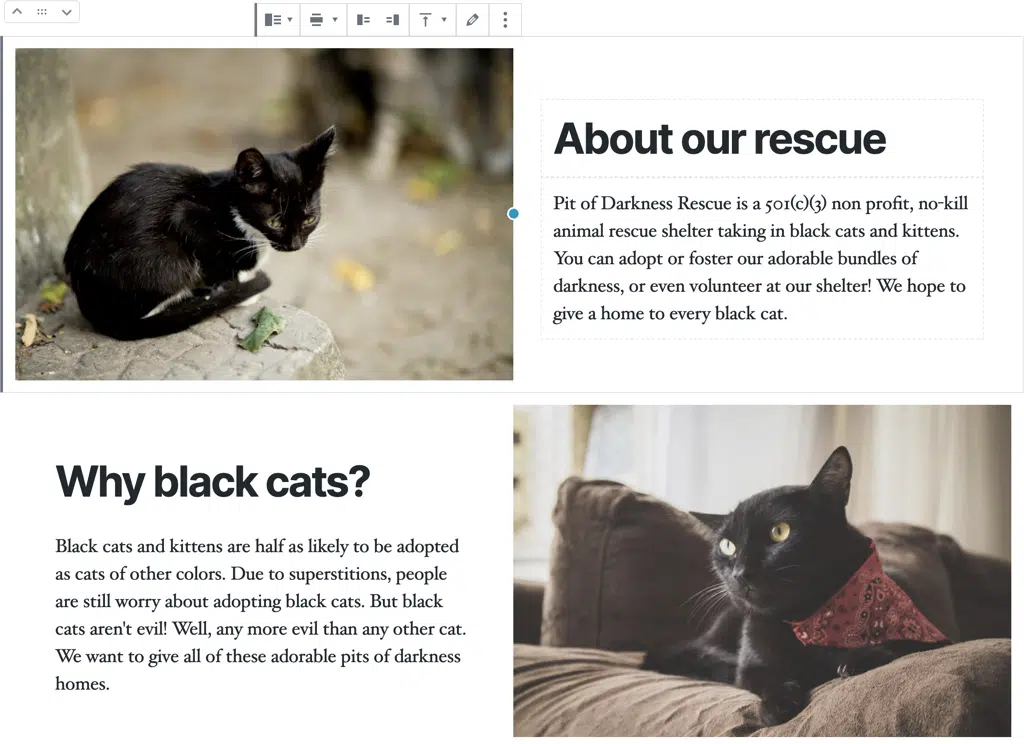 About our rescue
Pit of Darkness Rescue is a 501(c)(3) non profit, no-kill
animal rescue shelter taking in black cats and kittens.
You can adopt or foster our adorable bundles of
darkness, or even volunteer at our shelter! We hope to
give a home to every black cat.
Why black cats?
Black cats and kittens are half as likely to be adopted
as cats of other colors. Due to superstitions, people
are still worry about adopting black cats. But black
cats aren't evil! Well, any more evil than any other cat.
We want to give all of these adorable pits of darkness
homes.